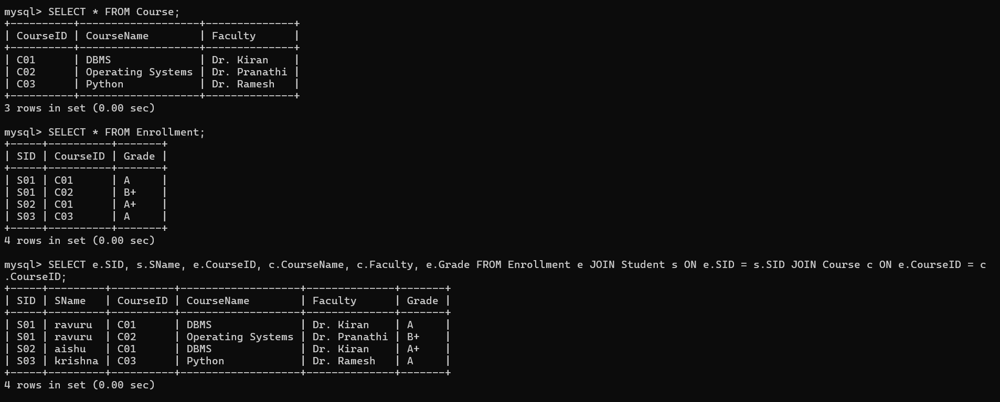 mysql> SELECT * FROM Course;
+----------+-------------------+--------------+
| CourseID | CourseName        | Faculty      |
+----------+-------------------+--------------+
| C01      | DBMS              | Dr. Kiran    |
| C02      | Operating Systems | Dr. Pranathi |
| C03      | Python            | Dr. Ramesh   |
+----------+-------------------+--------------+
3 rows in set (0.00 sec)

mysql> SELECT * FROM Enrollment;
+-----+----------+-------+
| SID | CourseID | Grade |
+-----+----------+-------+
| S01 | C01      | A     |
| S01 | C02      | B+    |
| S02 | C01      | A+    |
| S03 | C03      | A     |
+-----+----------+-------+
4 rows in set (0.00 sec)

mysql> SELECT e.SID, s.SName, e.CourseID, c.CourseName, c.Faculty, e.Grade FROM Enrollment e JOIN Student s ON e.SID = s.SID JOIN Course c ON e.CourseID = c
.CourseID;
+-----+---------+----------+-------------------+--------------+-------+
| SID | SName   | CourseID | CourseName        | Faculty      | Grade |
+-----+---------+----------+-------------------+--------------+-------+
| S01 | ravuru  | C01      | DBMS              | Dr. Kiran    | A     |
| S01 | ravuru  | C02      | Operating Systems | Dr. Pranathi | B+    |
| S02 | aishu   | C01      | DBMS              | Dr. Kiran    | A+    |
| S03 | krishna | C03      | Python            | Dr. Ramesh   | A     |
+-----+---------+----------+-------------------+--------------+-------+
4 rows in set (0.00 sec)